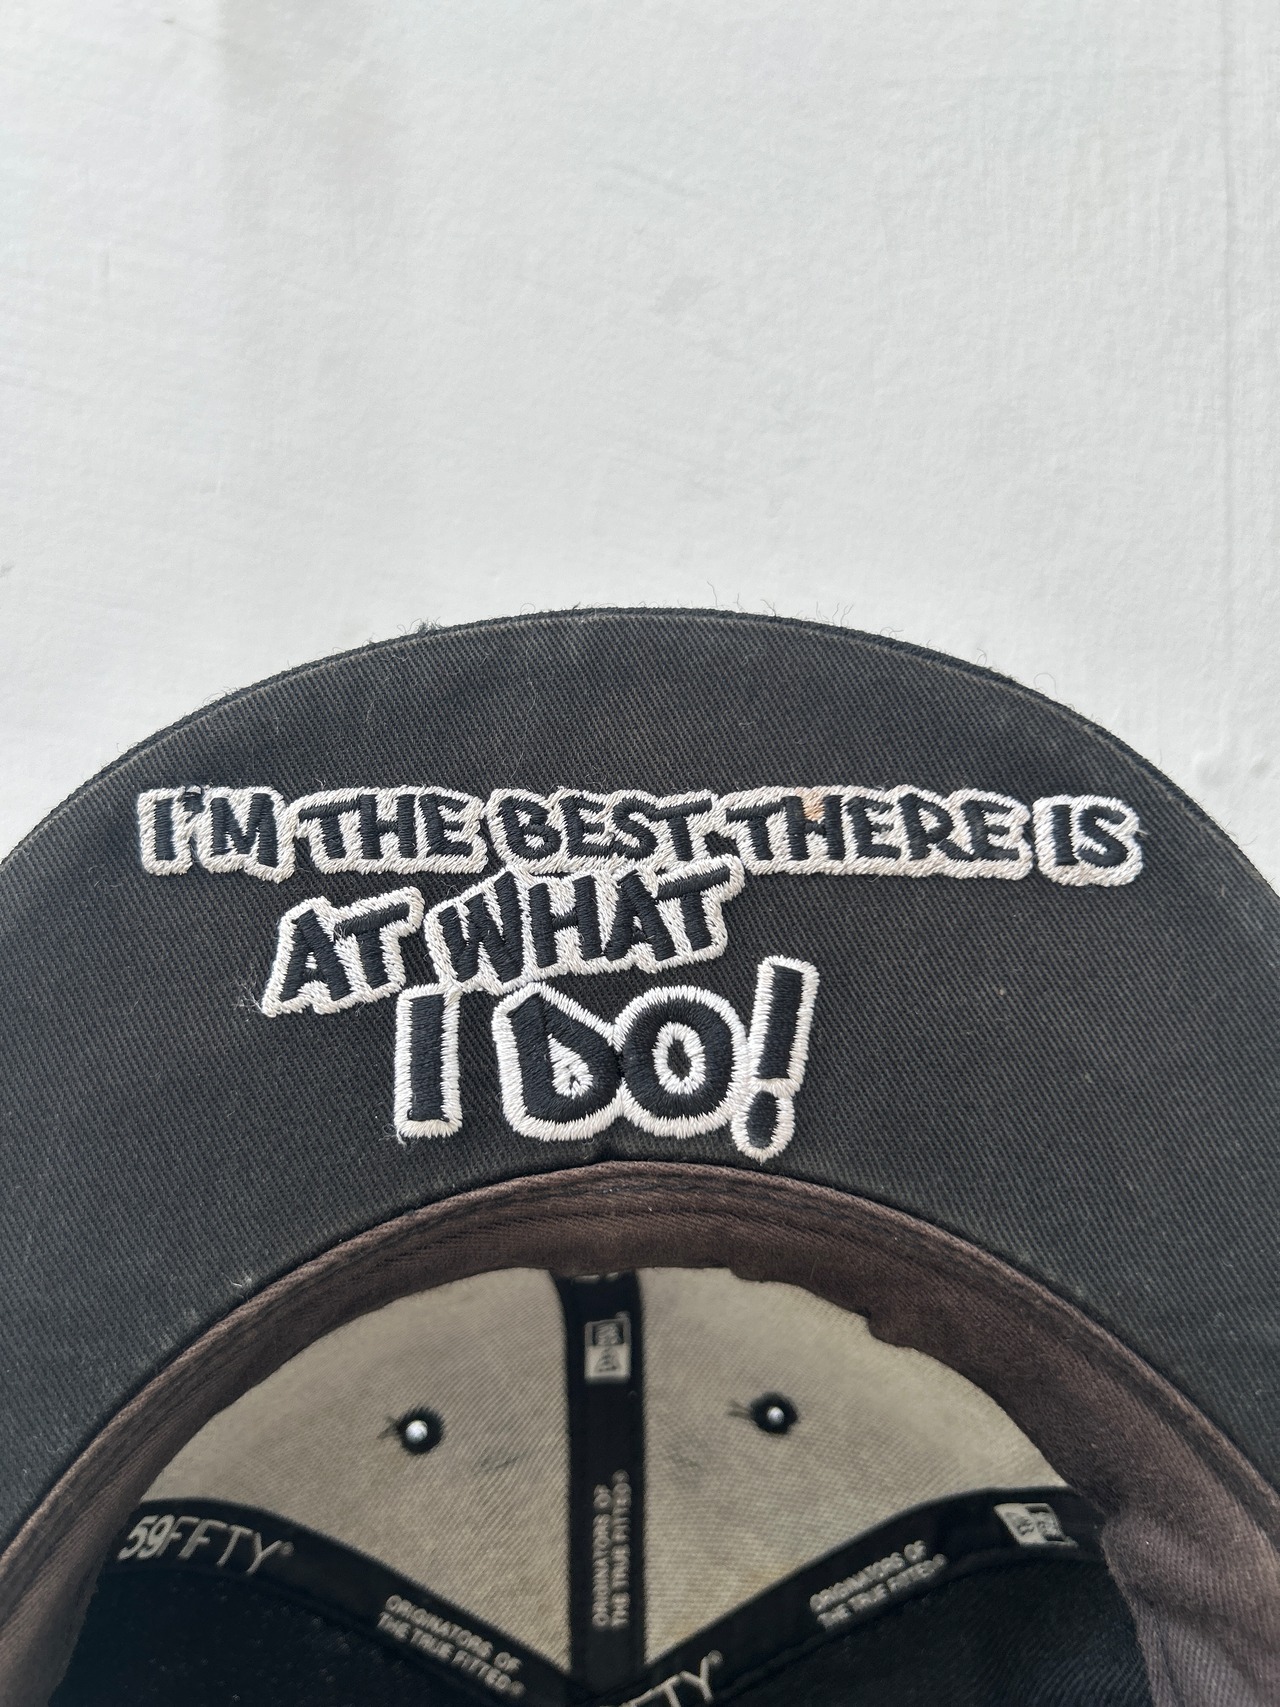 I'M THE BEST THERE IS
AT WHAT
I DO!
59FIFTY®
ORIGINATORS OF
THE TRUE FITTED®
ORIGINATORS OF
THE TRUE FITTED®
ORIGINATORS OF
THE TRUE FITTED®